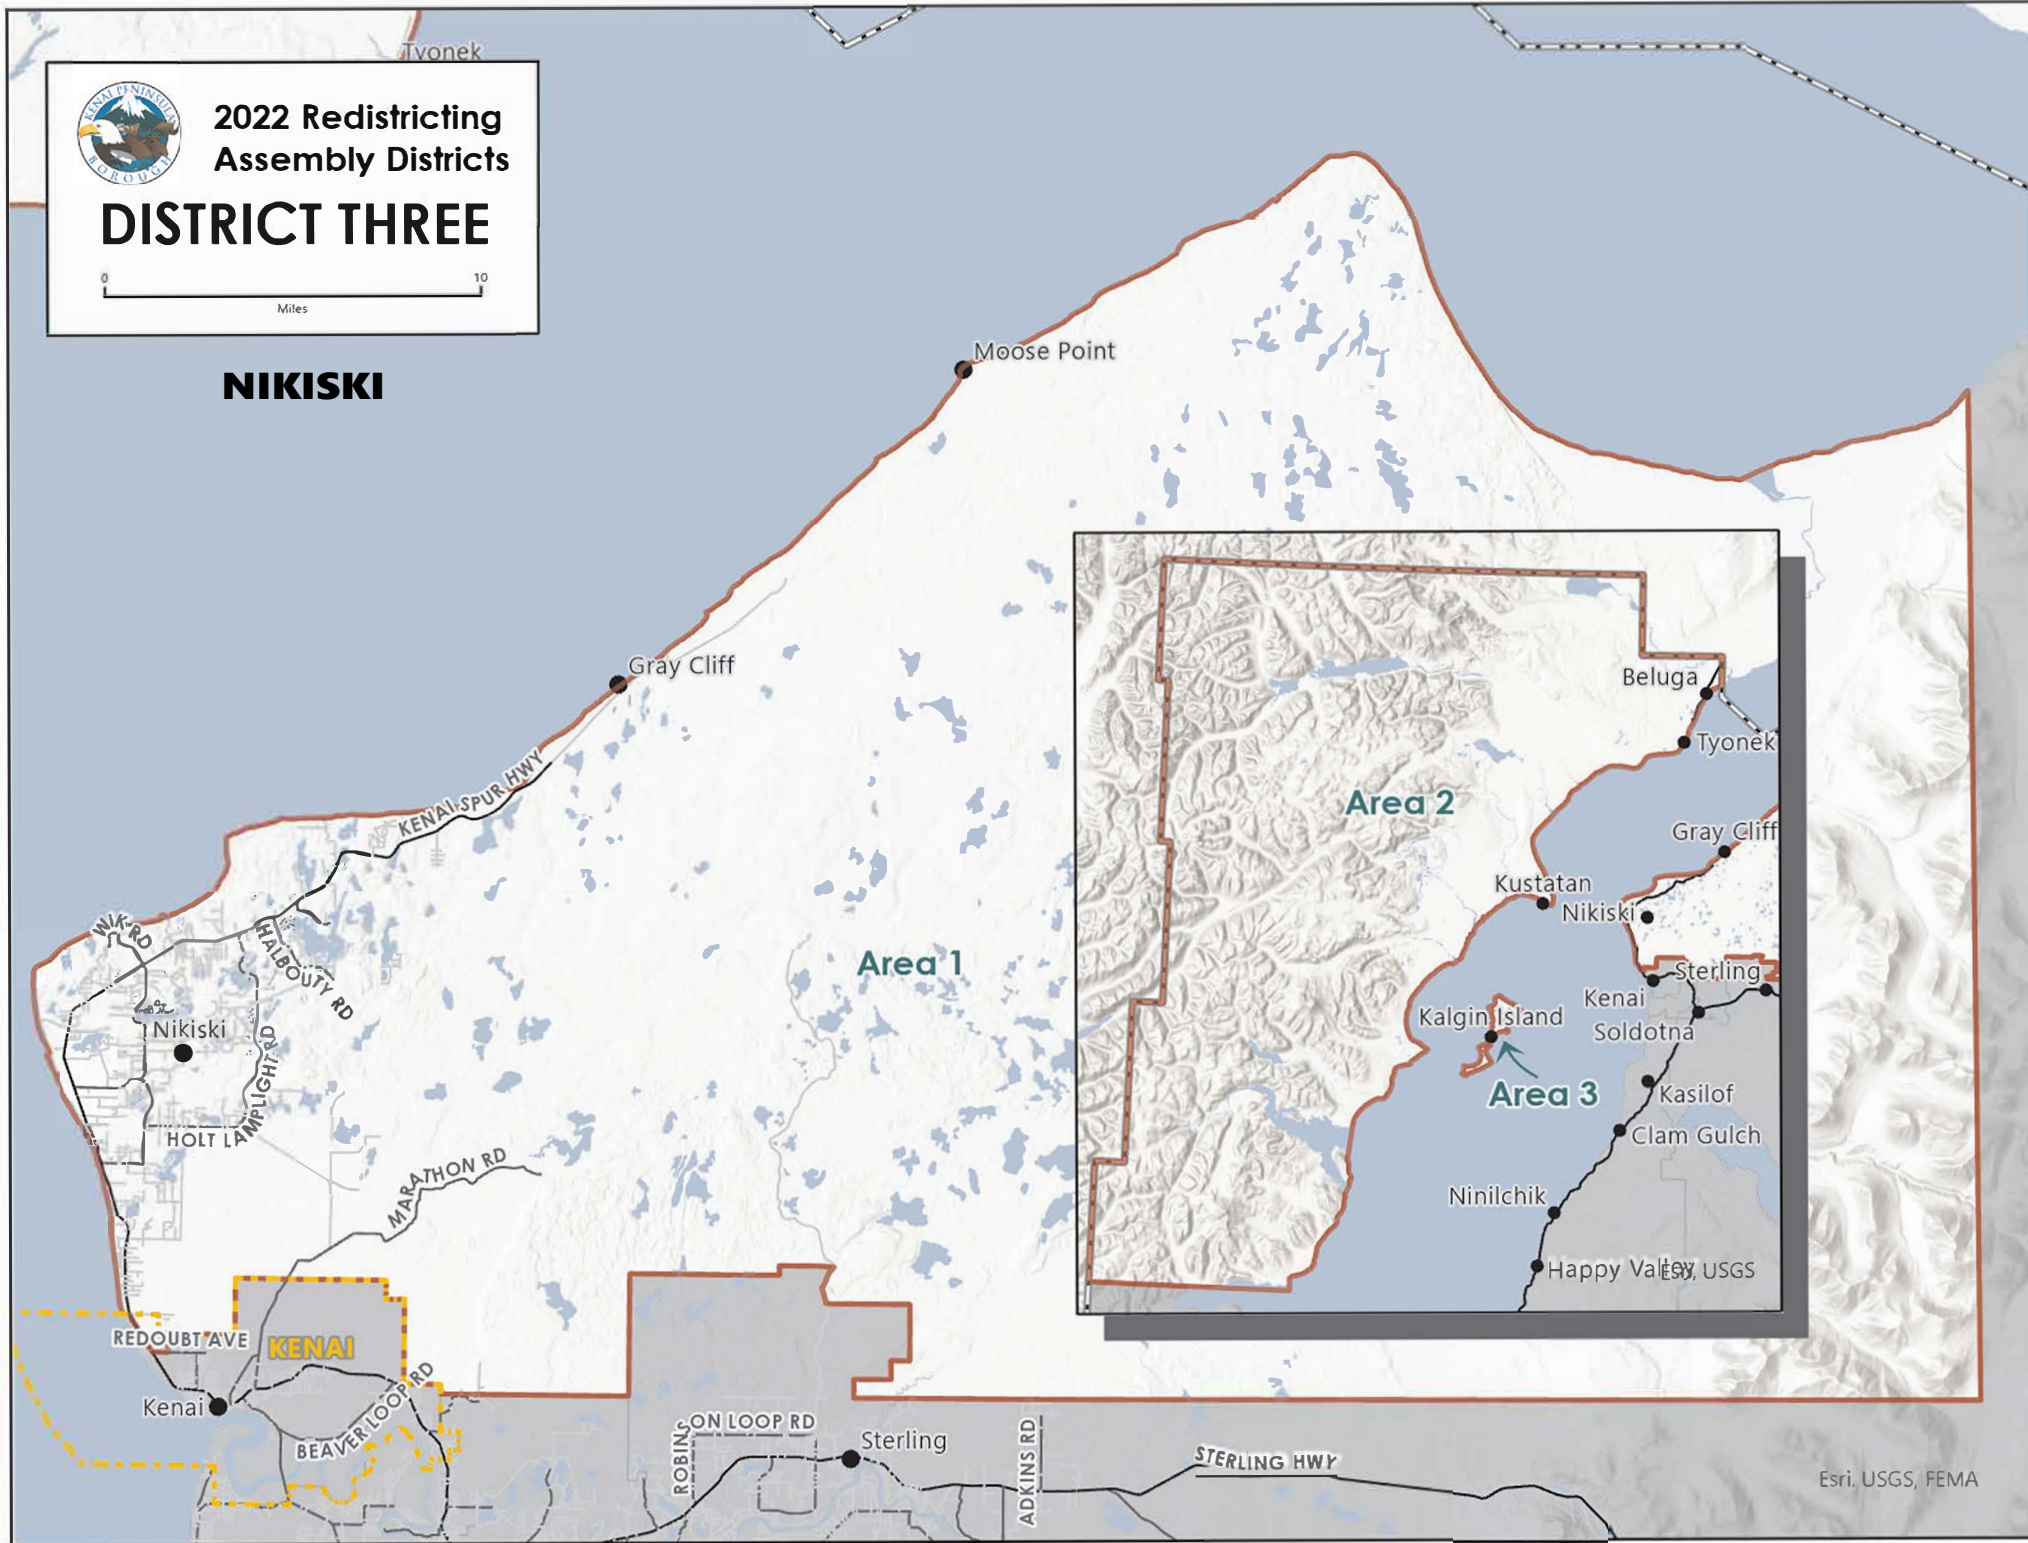 Tyonek
KENAI PENINSULA
BOROUGH
2022 Redistricting
Assembly Districts
DISTRICT THREE
0 10
Miles
NIKISKI
Moose Point
Gray Cliff
KENAI SPUR HWY
WIK RD
HALBOUTY RD
Nikiski
HOLT LAMPLIGHT RD
MARATHON RD
Area 1
REDOUBT AVE
KENAI
Kenai
BEAVER LOOP RD
ROBINSON LOOP RD
Sterling
ADKINS RD
STERLING HWY
Esri, USGS, FEMA
Beluga
Tyonek
Area 2
Gray Cliff
Kustatan
Nikiski
Sterling
Kenai
Kalgin Island
Soldotna
Area 3
Kasilof
Clam Gulch
Ninilchik
Happy Valley
Esri, USGS